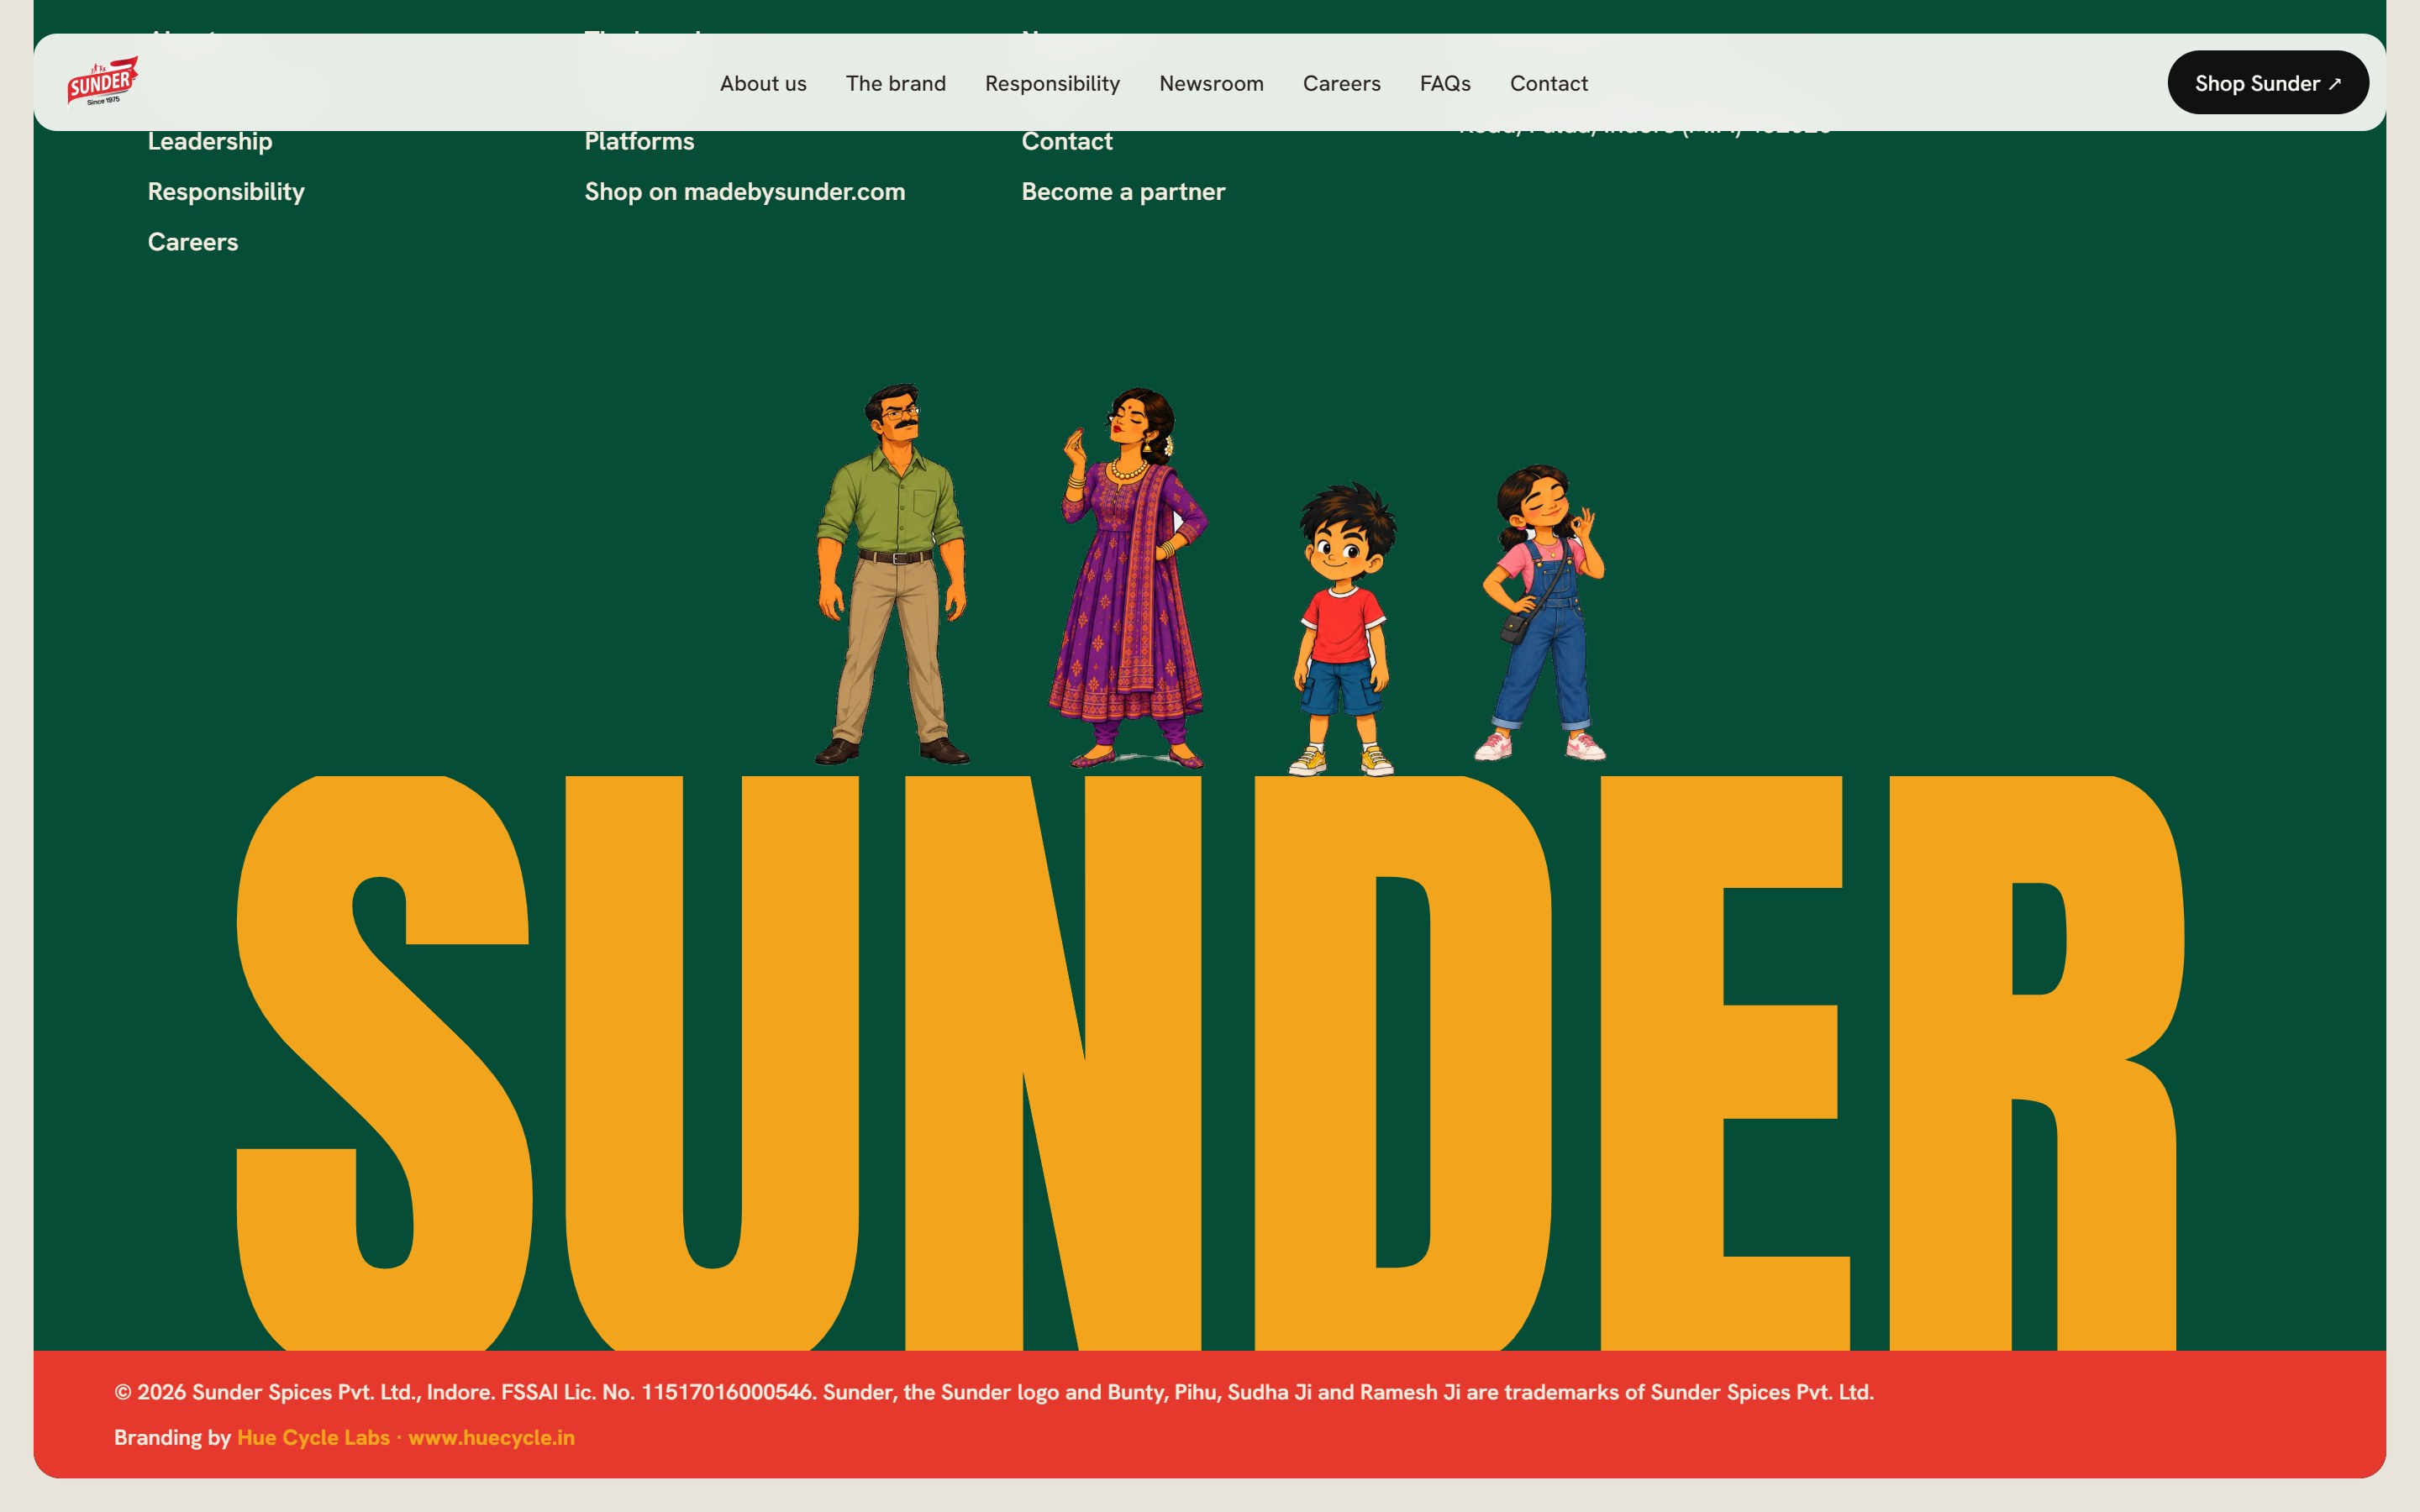 SUNDER
Since 1975
About us
The brand
Responsibility
Newsroom
Careers
FAQs
Contact
Shop Sunder ↗
Leadership
Responsibility
Careers
Platforms
Shop on madebysunder.com
Contact
Become a partner
SUNDER
© 2026 Sunder Spices Pvt. Ltd., Indore. FSSAI Lic. No. 11517016000546. Sunder, the Sunder logo and Bunty, Pihu, Sudha Ji and Ramesh Ji are trademarks of Sunder Spices Pvt. Ltd.
Branding by Hue Cycle Labs · www.huecycle.in